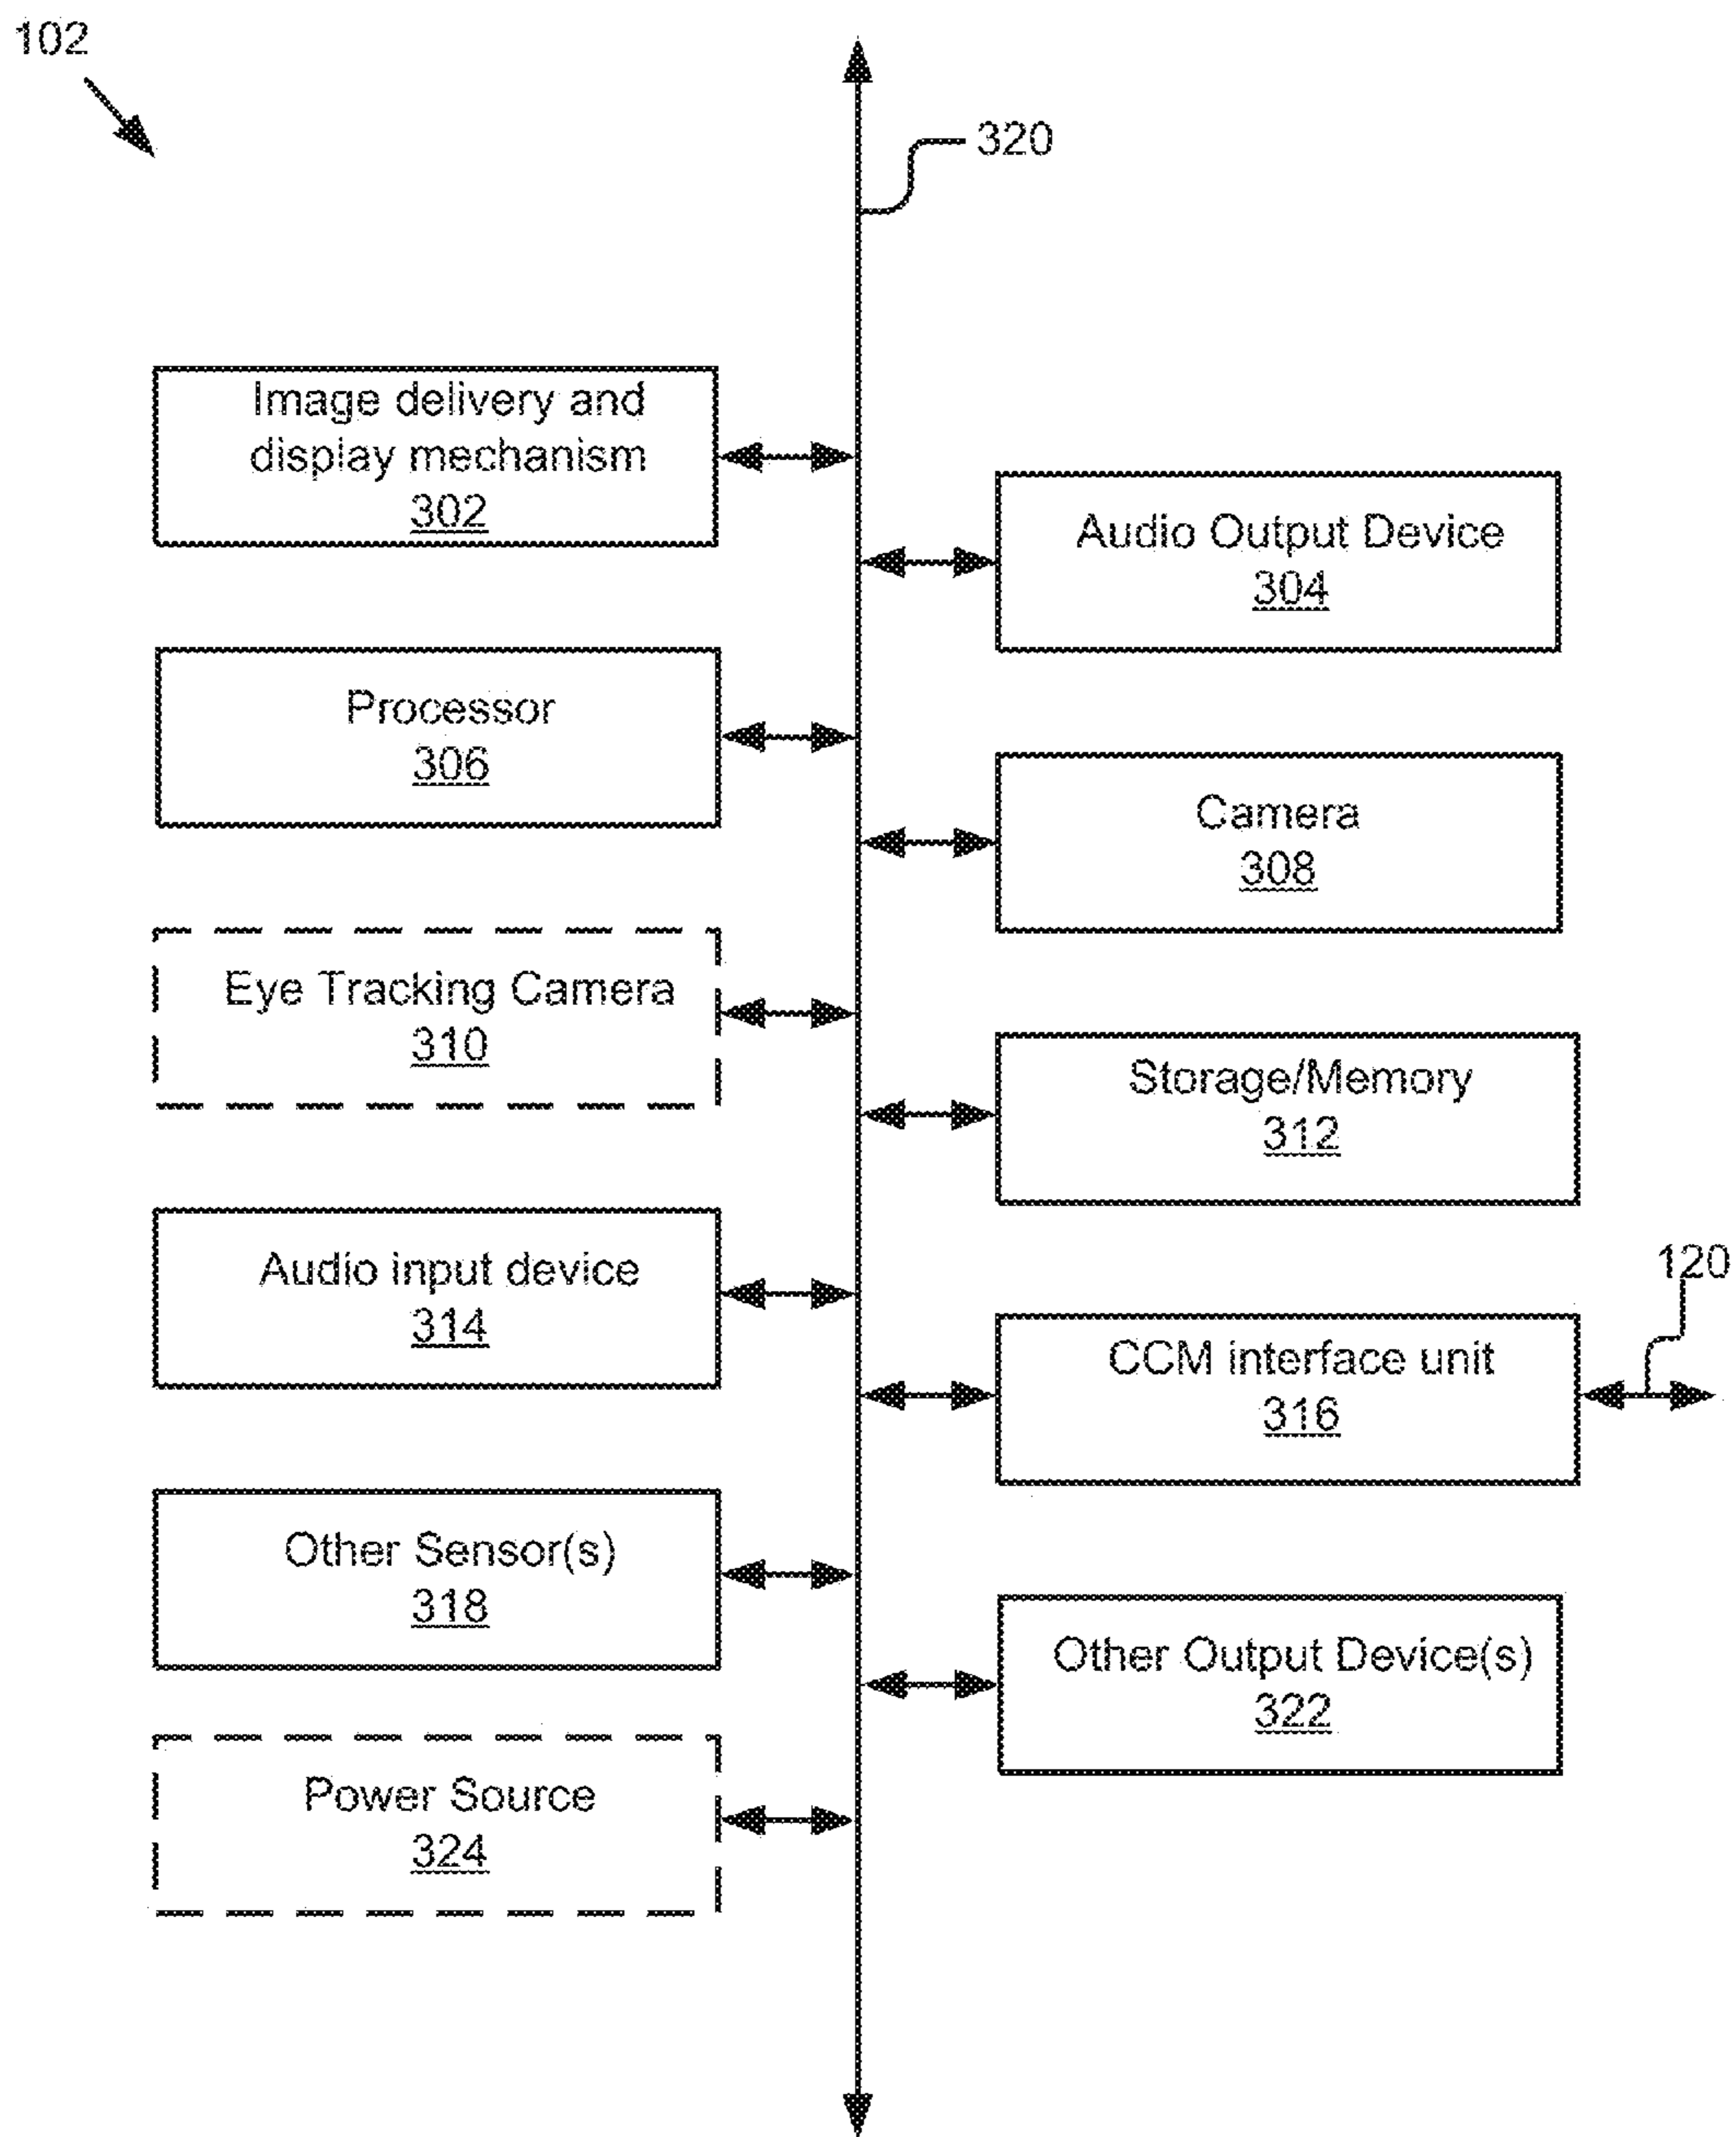 102
320
Image delivery and
display mechanism
302
Audio Output Device
304
Processor
306
Camera
308
Eye Tracking Camera
310
Storage/Memory
312
Audio input device
314
120
CCM interface unit
316
Other Sensor(s)
318
Other Output Device(s)
322
Power Source
324